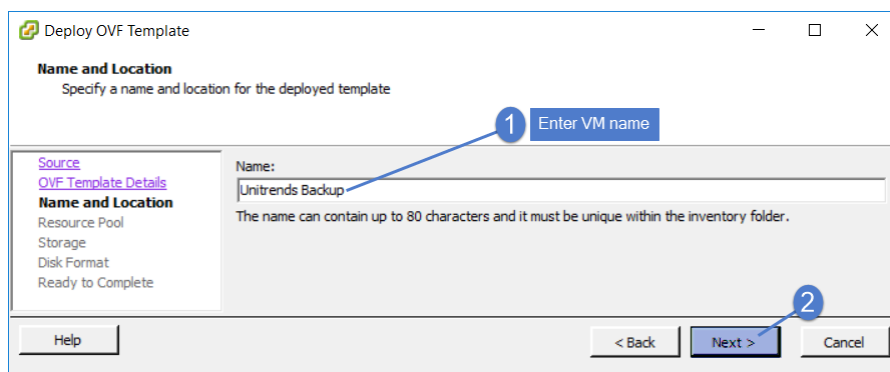 Deploy OVF Template
Name and Location
Specify a name and location for the deployed template
1 Enter VM name
Source
OVF Template Details
Name and Location
Resource Pool
Storage
Disk Format
Ready to Complete
Name:
Unitrends Backup
The name can contain up to 80 characters and it must be unique within the inventory folder.
2
Help
< Back Next > Cancel